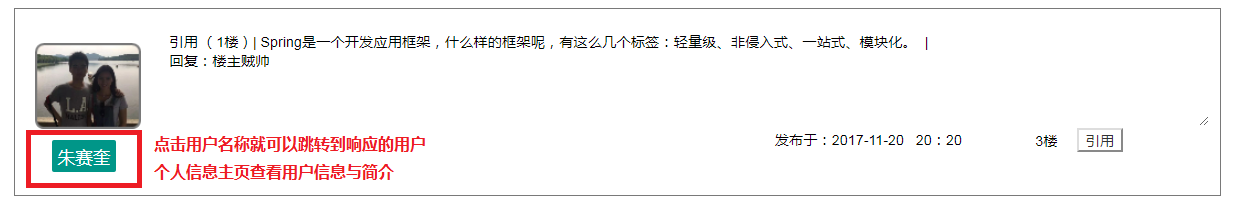 引用 （ 1楼 ）| Spring是一个开发应用框架，什么样的框架呢，有这么几个标签：轻量级、非侵入式、一站式、模块化。 |
回复：楼主贼帅
L.A.
朱赛奎
点击用户名称就可以跳转到响应的用户
个人信息主页查看用户信息与简介
发布于：2017-11-20 20：20
3楼
引用